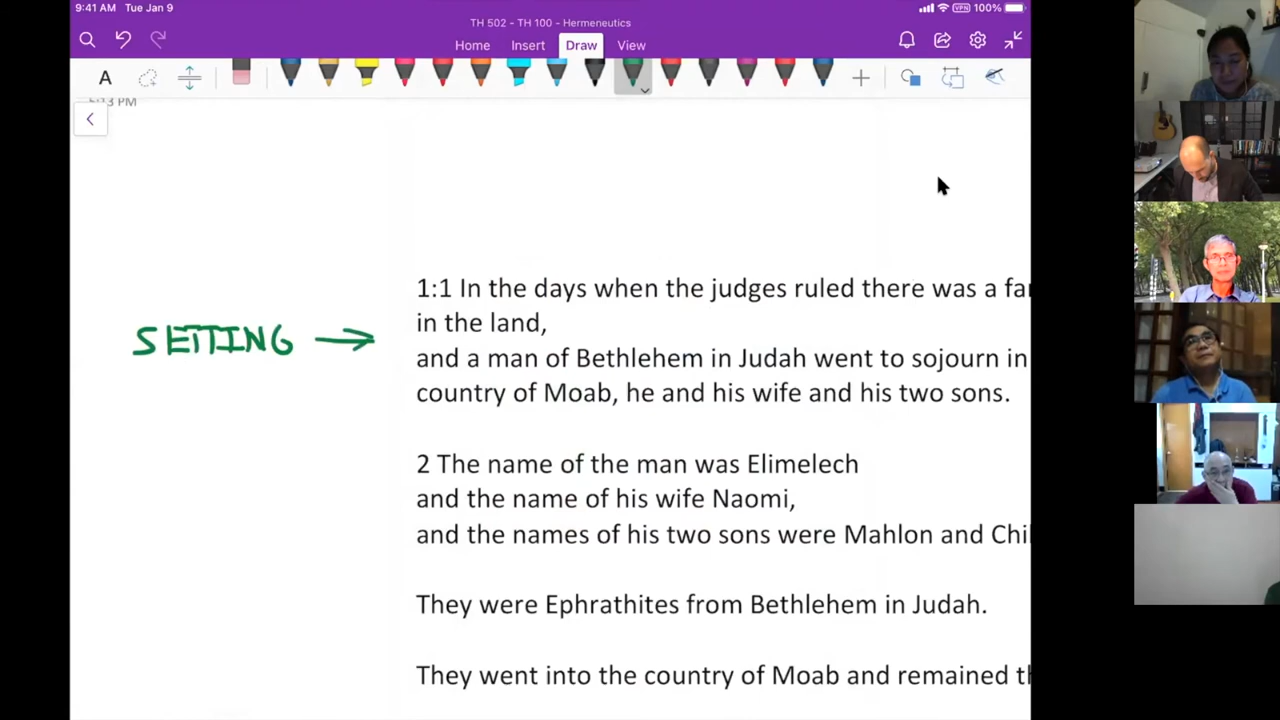 9:41 AM Tue Jan 9
VPN 100%
TH 502 - TH 100 - Hermeneutics
Home Insert Draw View
A
PM
1:1 In the days when the judges ruled there was a
in the land,
SETTING →
and a man of Bethlehem in Judah went to sojourn in
country of Moab, he and his wife and his two sons.
2 The name of the man was Elimelech
and the name of his wife Naomi,
and the names of his two sons were Mahlon and Chi
They were Ephrathites from Bethlehem in Judah.
They went into the country of Moab and remained